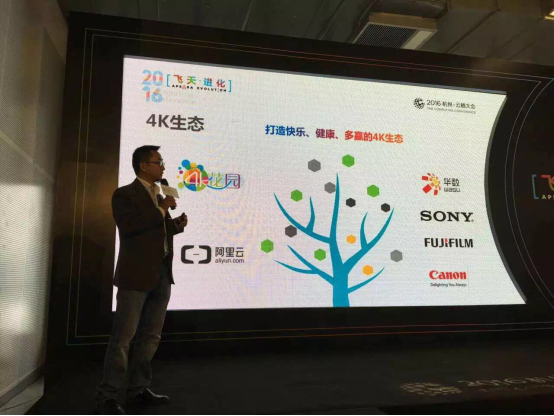 2016
[飞天·进化]
APSARA EVOLUTION
2016 杭州·云栖大会
THE COMPUTING CONFERENCE
4K生态
打造快乐、健康、多赢的4K生态
4K花园
华数
wasu
SONY
FUJIFILM
[-] 阿里云
aliyun.com
Canon
Delighting You Always